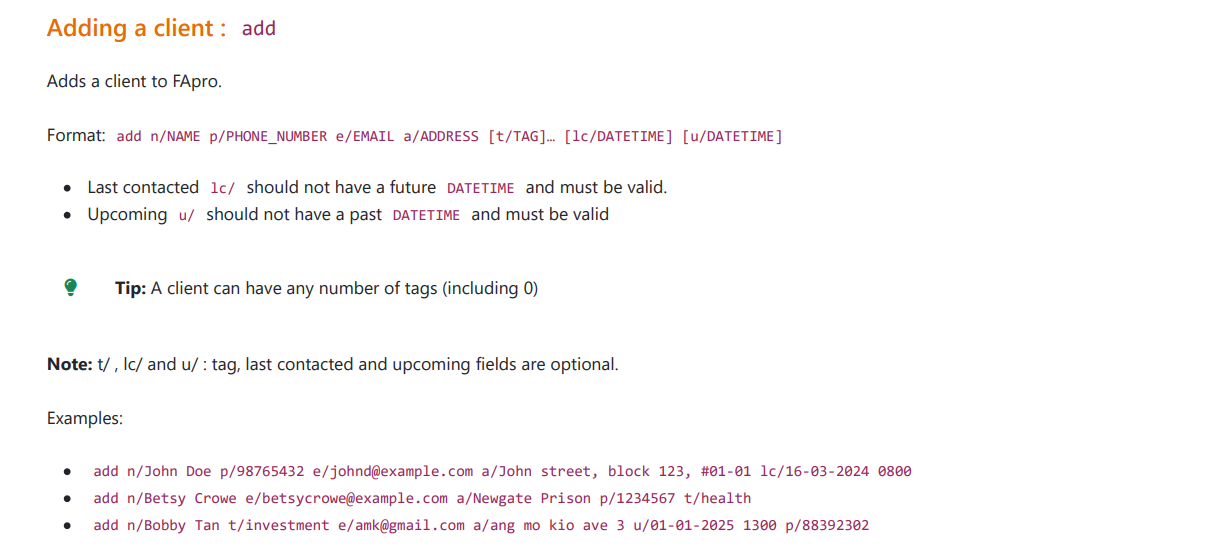 Adding a client : add
Adds a client to FApro.
Format: add n/NAME p/PHONE_NUMBER e/EMAIL a/ADDRESS [t/TAG]… [lc/DATETIME] [u/DATETIME]
• Last contacted lc/ should not have a future DATETIME and must be valid.
• Upcoming u/ should not have a past DATETIME and must be valid
Tip: A client can have any number of tags (including 0)
Note: t/ , lc/ and u/ : tag, last contacted and upcoming fields are optional.
Examples:
• add n/John Doe p/98765432 e/johnd@example.com a/John street, block 123, #01-01 lc/16-03-2024 0800
• add n/Betsy Crowe e/betsycrowe@example.com a/Newgate Prison p/1234567 t/health
• add n/Bobby Tan t/investment e/amk@gmail.com a/ang mo kio ave 3 u/01-01-2025 1300 p/88392302